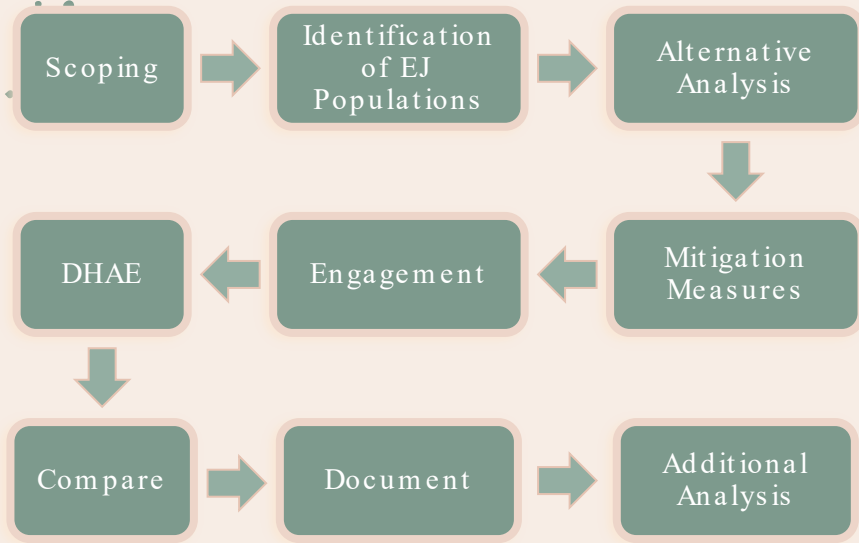 Scoping
Identification
of EJ
Populations
Alternative
Analysis
Mitigation
Measures
Engagement
DHAE
Compare
Document
Additional
Analysis